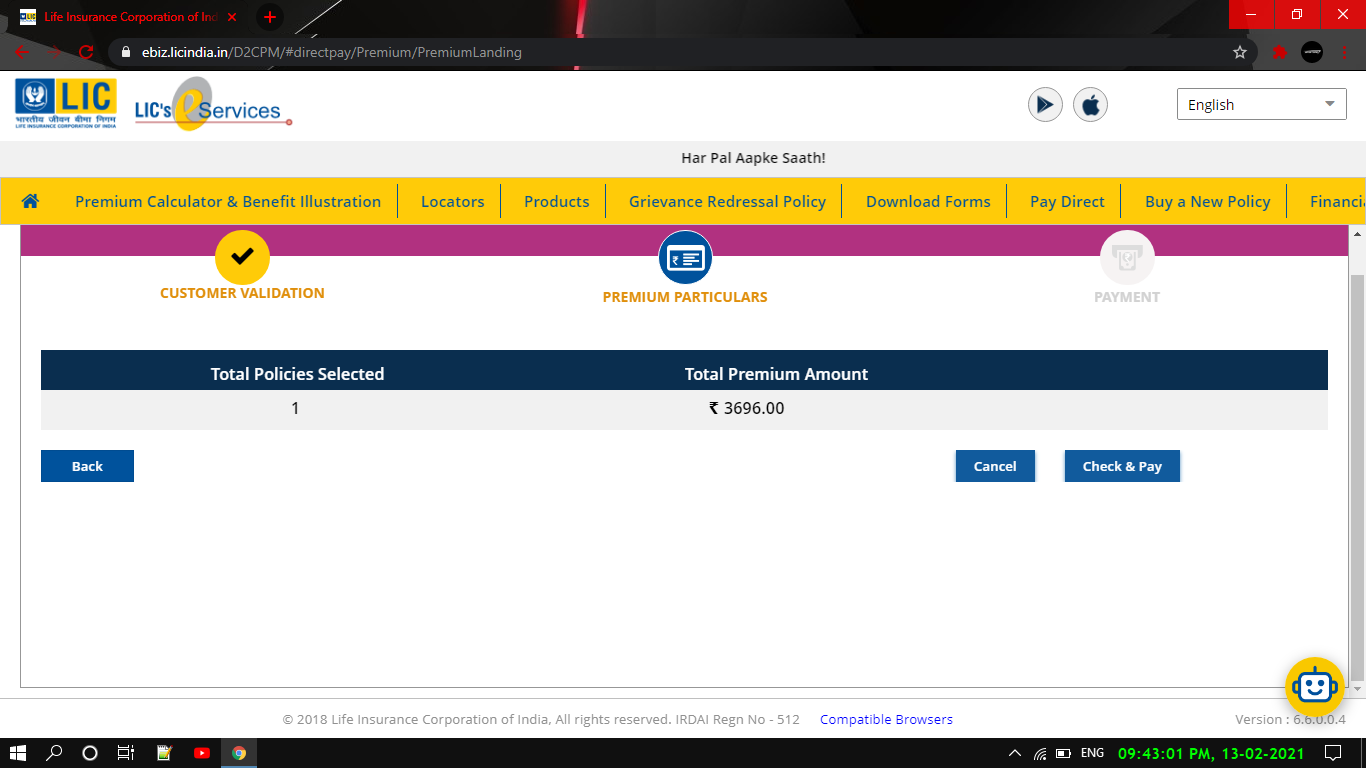 Life Insurance Corporation of Ind
ebiz.licindia.in/D2CPM/#directpay/Premium/PremiumLanding
LIC
भारतीय जीवन बीमा निगम
LIFE INSURANCE CORPORATION OF INDIA
LIC's eServices
English
Har Pal Aapke Saath!
Premium Calculator & Benefit Illustration Locators Products Grievance Redressal Policy Download Forms Pay Direct Buy a New Policy Financi
CUSTOMER VALIDATION PREMIUM PARTICULARS PAYMENT
Total Policies Selected Total Premium Amount
1 ₹ 3696.00
Back Cancel Check & Pay
© 2018 Life Insurance Corporation of India, All rights reserved. IRDAI Regn No - 512 Compatible Browsers Version : 6.6.0.0.4
ENG 09:43:01 PM, 13-02-2021